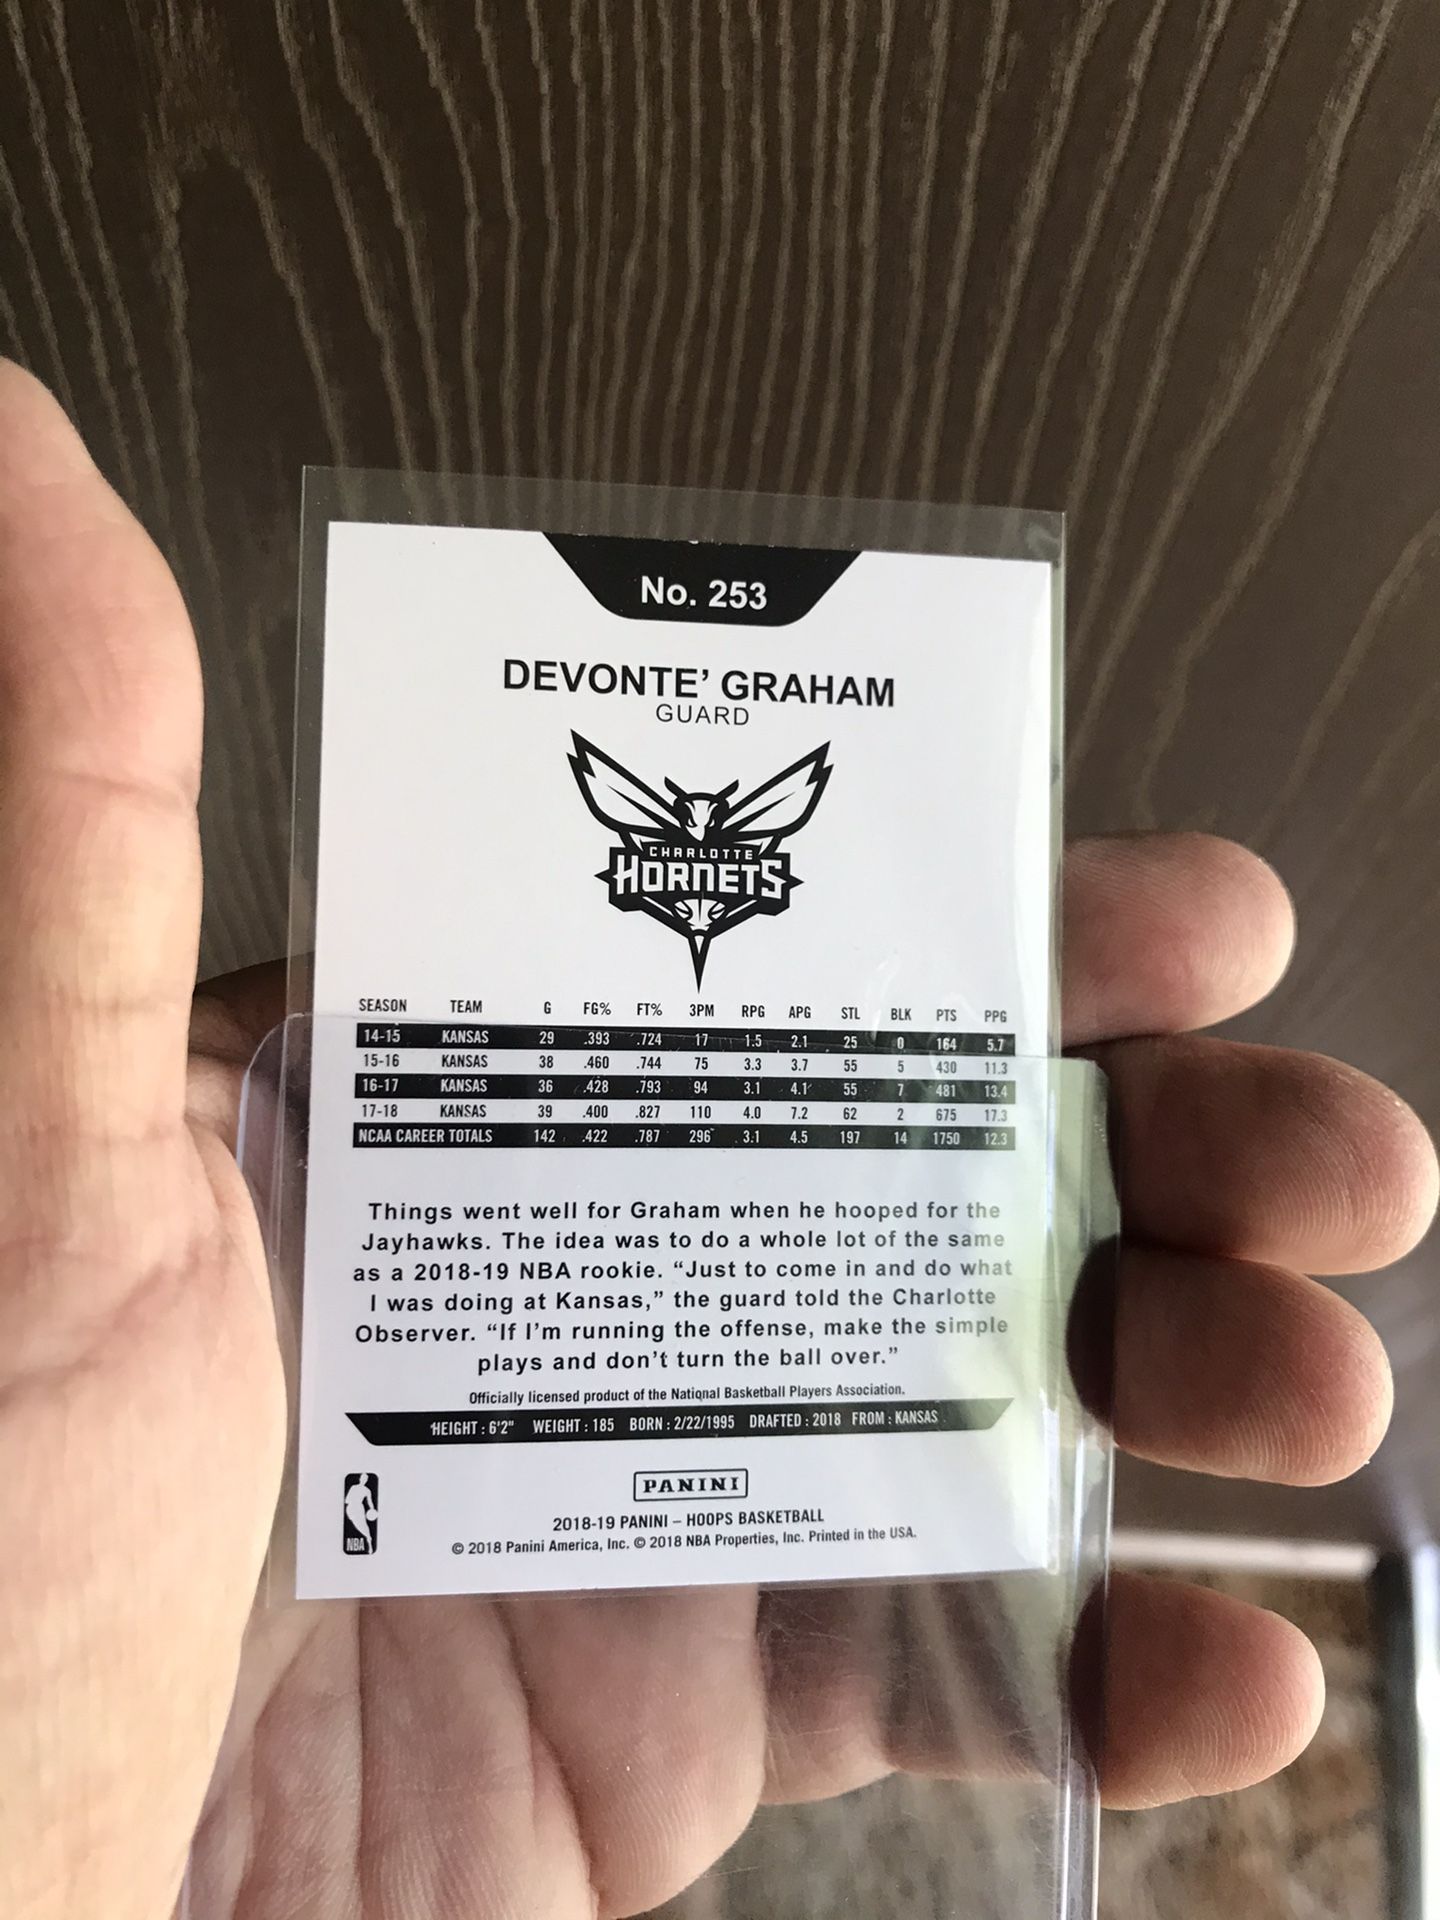 No. 253
DEVONTE' GRAHAM
GUARD
CHARLOTTE
HORNETS
SEASON TEAM G FG% FT% 3PM RPG APG STL BLK PTS PPG
14-15 KANSAS 29 .393 .724 17 1.5 2.1 25 0 164 5.7
15-16 KANSAS 38 .460 .744 75 3.3 3.7 55 5 430 11.3
16-17 KANSAS 36 .428 .793 94 3.1 4.1 55 7 481 13.4
17-18 KANSAS 39 .400 .827 110 4.0 7.2 62 2 675 17.3
NCAA CAREER TOTALS 142 .422 .787 296 3.1 4.5 197 14 1750 12.3
Things went well for Graham when he hooped for the
Jayhawks. The idea was to do a whole lot of the same
as a 2018-19 NBA rookie. “Just to come in and do what
I was doing at Kansas,” the guard told the Charlotte
Observer. “If I’m running the offense, make the simple
plays and don’t turn the ball over.”
Officially licensed product of the National Basketball Players Association.
HEIGHT : 6'2" WEIGHT : 185 BORN : 2/22/1995 DRAFTED : 2018 FROM : KANSAS
PANINI
NBA
2018-19 PANINI – HOOPS BASKETBALL
© 2018 Panini America, Inc. © 2018 NBA Properties, Inc. Printed in the USA.